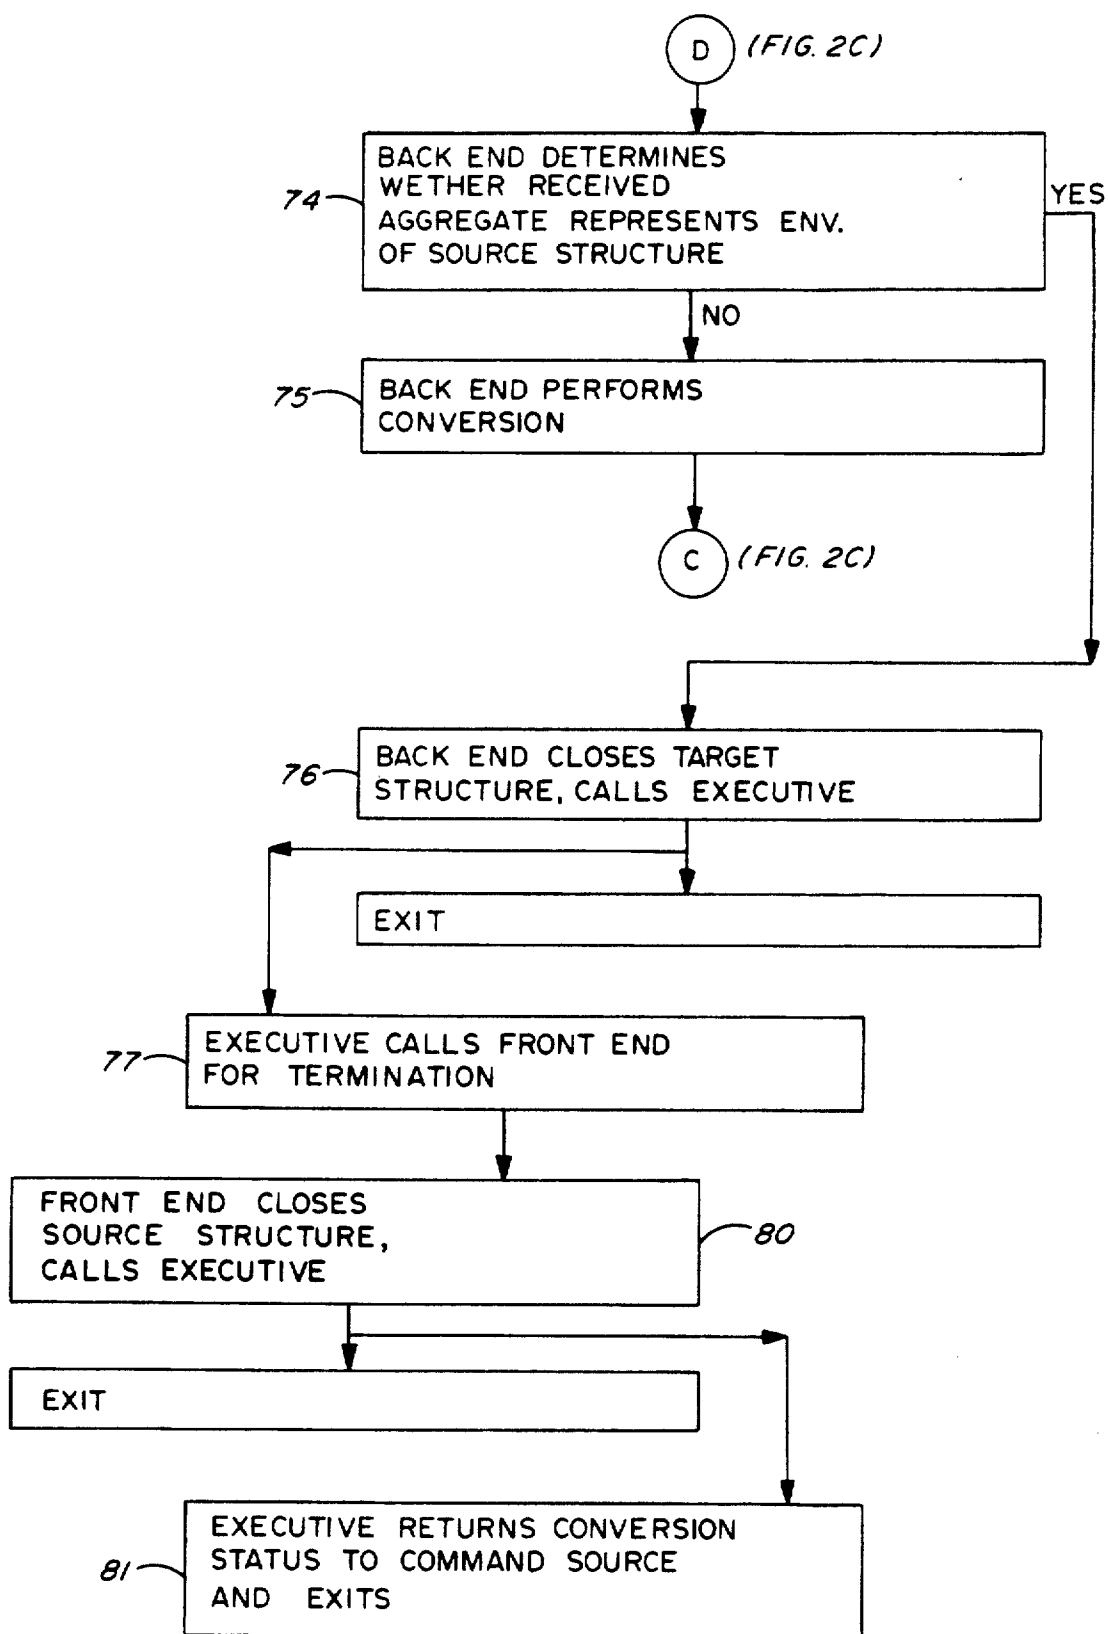 D (FIG. 2C)
BACK END DETERMINES
WETHER RECEIVED
AGGREGATE REPRESENTS ENV.
OF SOURCE STRUCTURE
74
YES
NO
75
BACK END PERFORMS
CONVERSION
C (FIG. 2C)
76
BACK END CLOSES TARGET
STRUCTURE, CALLS EXECUTIVE
EXIT
77
EXECUTIVE CALLS FRONT END
FOR TERMINATION
FRONT END CLOSES
SOURCE STRUCTURE,
CALLS EXECUTIVE
80
EXIT
81
EXECUTIVE RETURNS CONVERSION
STATUS TO COMMAND SOURCE
AND EXITS